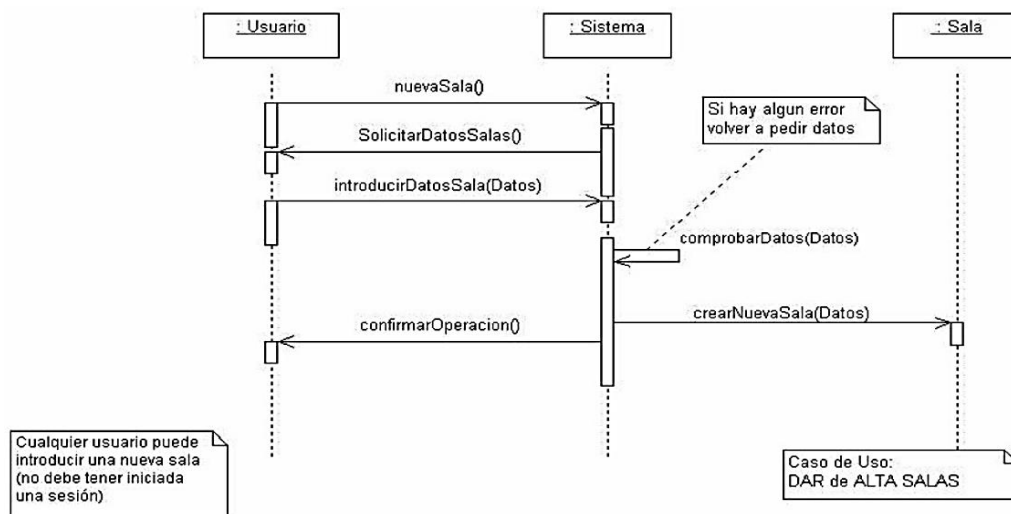 : Usuario
: Sistema
: Sala
nuevaSala()
Si hay algun error
volver a pedir datos
SolicitarDatosSalas()
introducirDatosSala(Datos)
comprobarDatos(Datos)
crearNuevaSala(Datos)
confirmarOperacion()
Cualquier usuario puede
introducir una nueva sala
(no debe tener iniciada
una sesión)
Caso de Uso:
DAR de ALTA SALAS